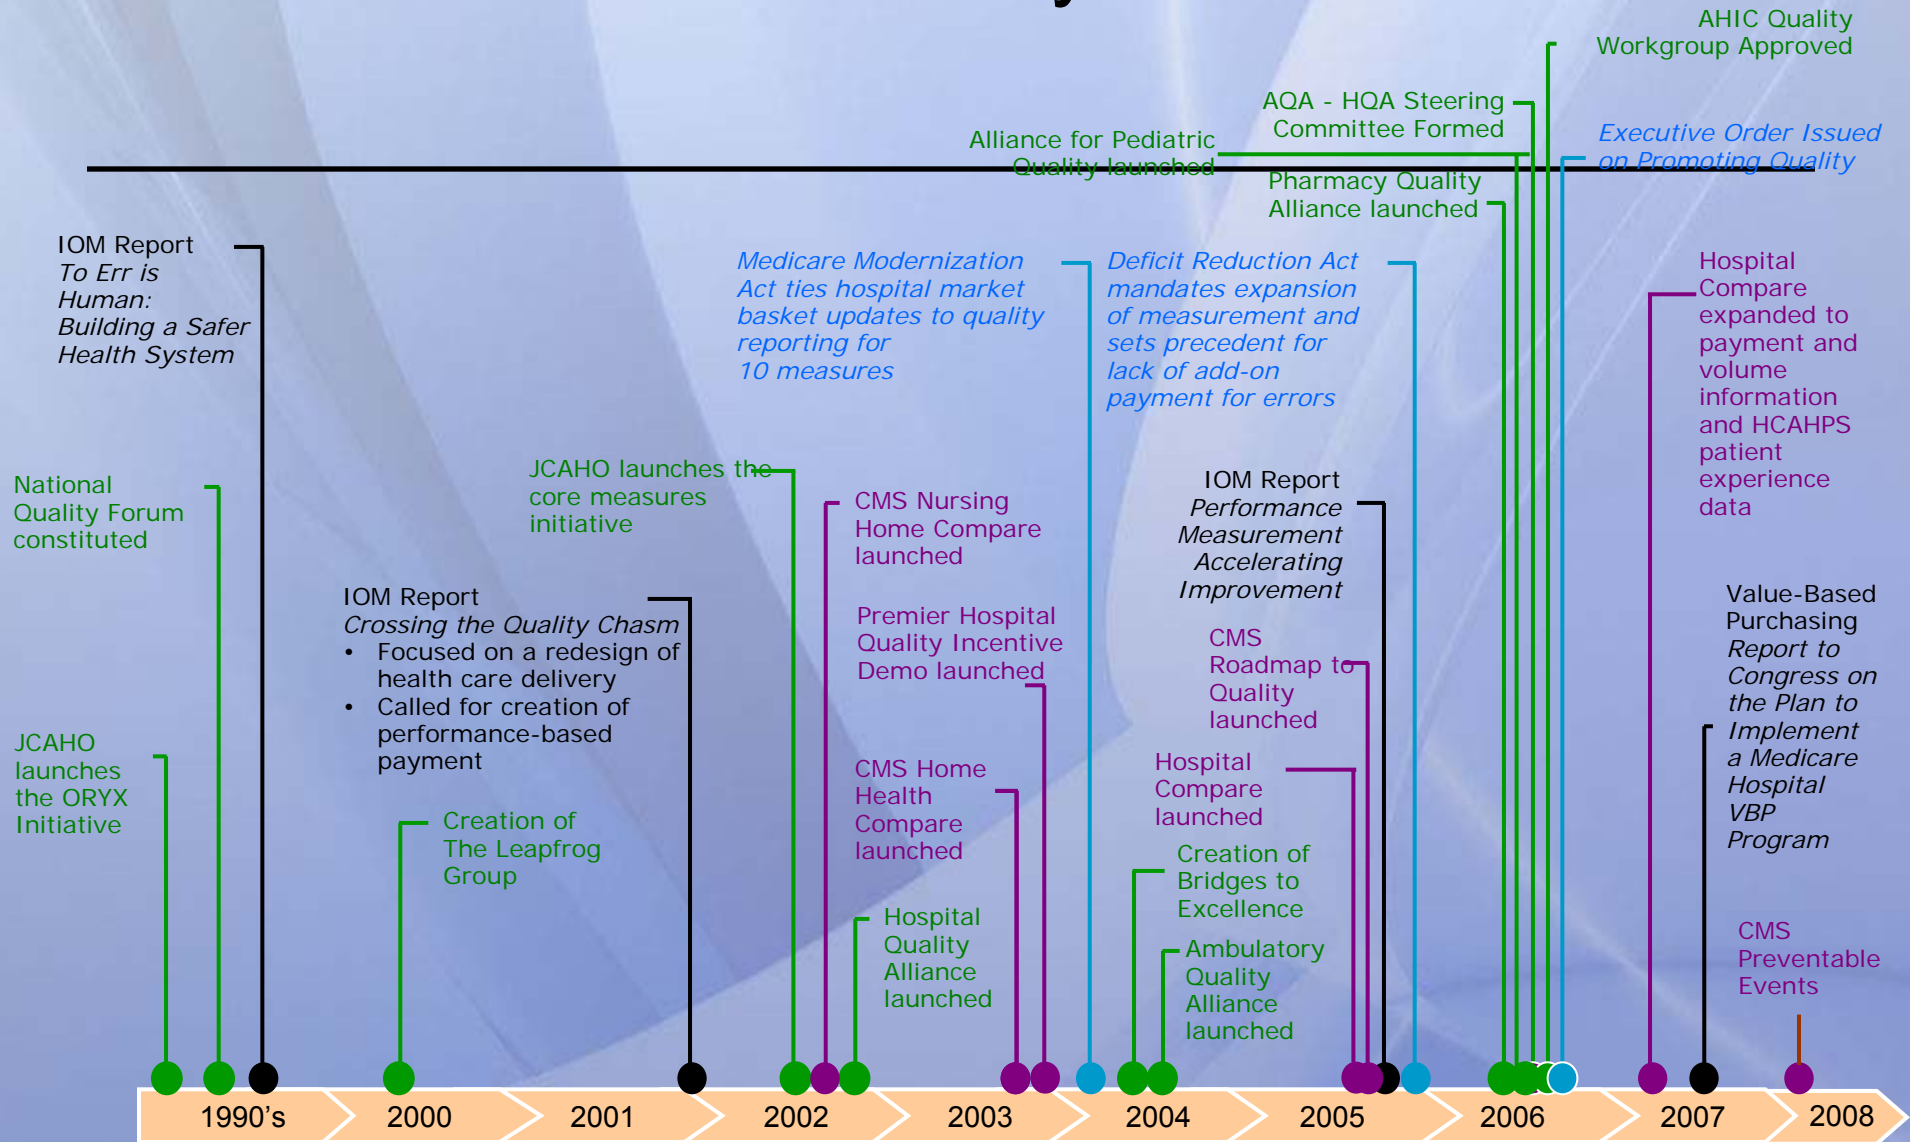 AHIC Quality
Workgroup Approved
AQA - HQA Steering
Committee Formed
Alliance for Pediatric
Quality launched
Executive Order Issued
on Promoting Quality
Pharmacy Quality
Alliance launched
IOM Report
To Err is
Human:
Building a Safer
Health System
Medicare Modernization
Act ties hospital market
basket updates to quality
reporting for
10 measures
Deficit Reduction Act
mandates expansion
of measurement and
sets precedent for
lack of add-on
payment for errors
Hospital
Compare
expanded to
payment and
volume
information
and HCAHPS
patient
experience
data
National
Quality Forum
constituted
JCAHO launches the
core measures
initiative
CMS Nursing
Home Compare
launched
IOM Report
Performance
Measurement
Accelerating
Improvement
IOM Report
Crossing the Quality Chasm
• Focused on a redesign of
health care delivery
• Called for creation of
performance-based
payment
Premier Hospital
Quality Incentive
Demo launched
CMS
Roadmap to
Quality
launched
Value-Based
Purchasing
Report to
Congress on
the Plan to
Implement
a Medicare
Hospital
VBP
Program
JCAHO
launches
the ORYX
Initiative
CMS Home
Health
Compare
launched
Hospital
Compare
launched
Creation of
The Leapfrog
Group
Creation of
Bridges to
Excellence
Hospital
Quality
Alliance
launched
Ambulatory
Quality
Alliance
launched
CMS
Preventable
Events
1990's
2000
2001
2002
2003
2004
2005
2006
2007
2008